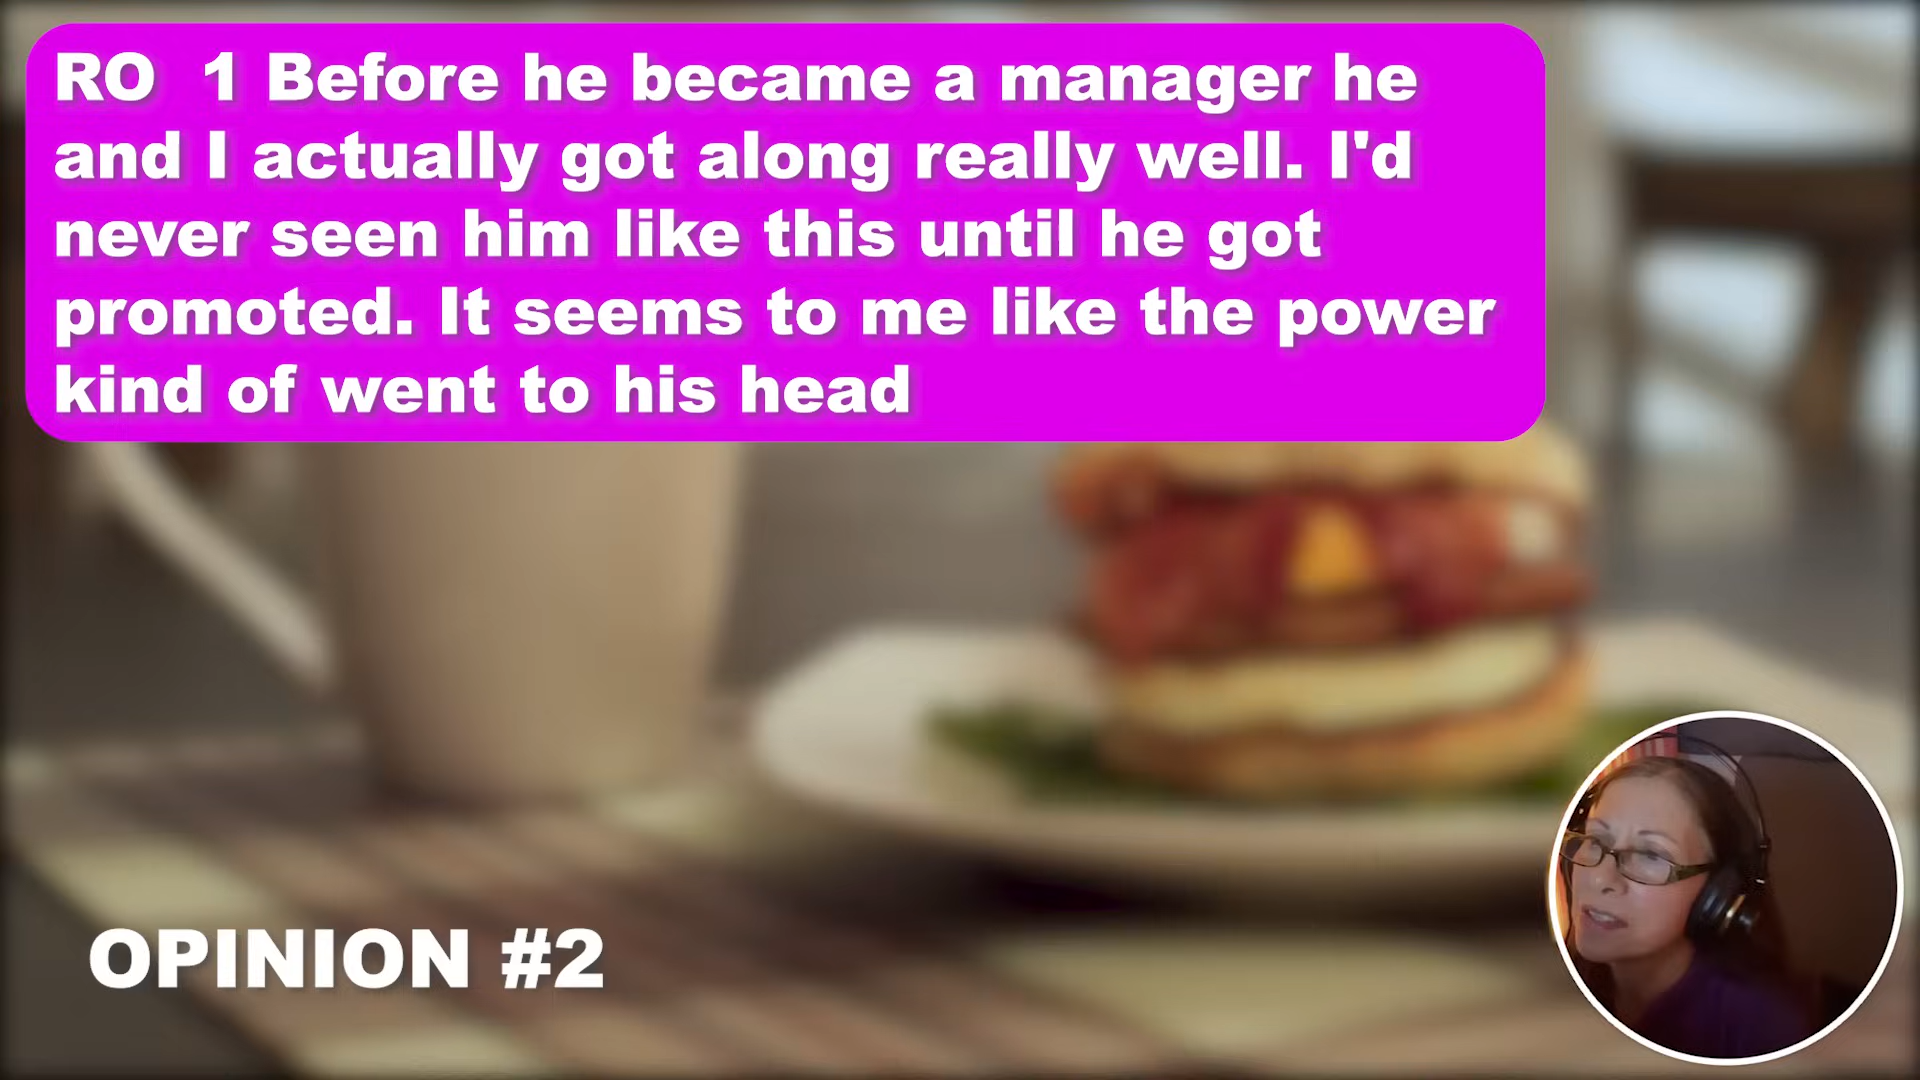 RO  1 Before he became a manager he
and I actually got along really well. I'd
never seen him like this until he got
promoted. It seems to me like the power
kind of went to his head
OPINION #2